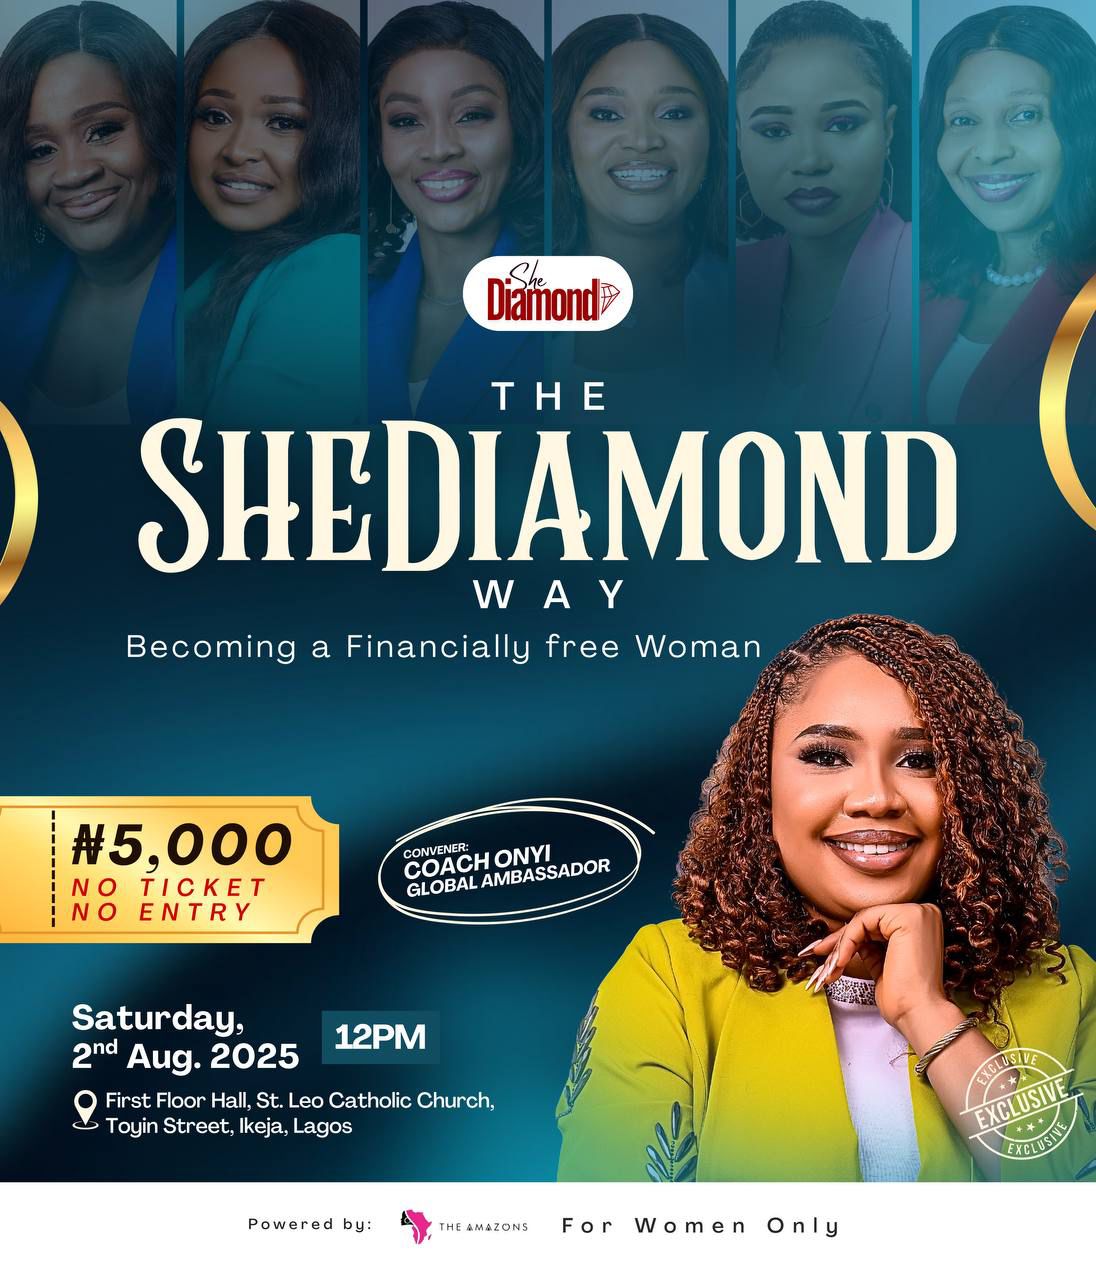 She
Diamond
THE
SHEDIAMOND
WAY
Becoming a Financially free Woman
₦5,000
NO TICKET
NO ENTRY
CONVENER:
COACH ONYI
GLOBAL AMBASSADOR
Saturday,
2nd Aug. 2025
12PM
First Floor Hall, St. Leo Catholic Church,
Toyin Street, Ikeja, Lagos
EXCLUSIVE
EXCLUSIVE
EXCLUSIVE
Powered by:
THE AMAZONS
For Women Only